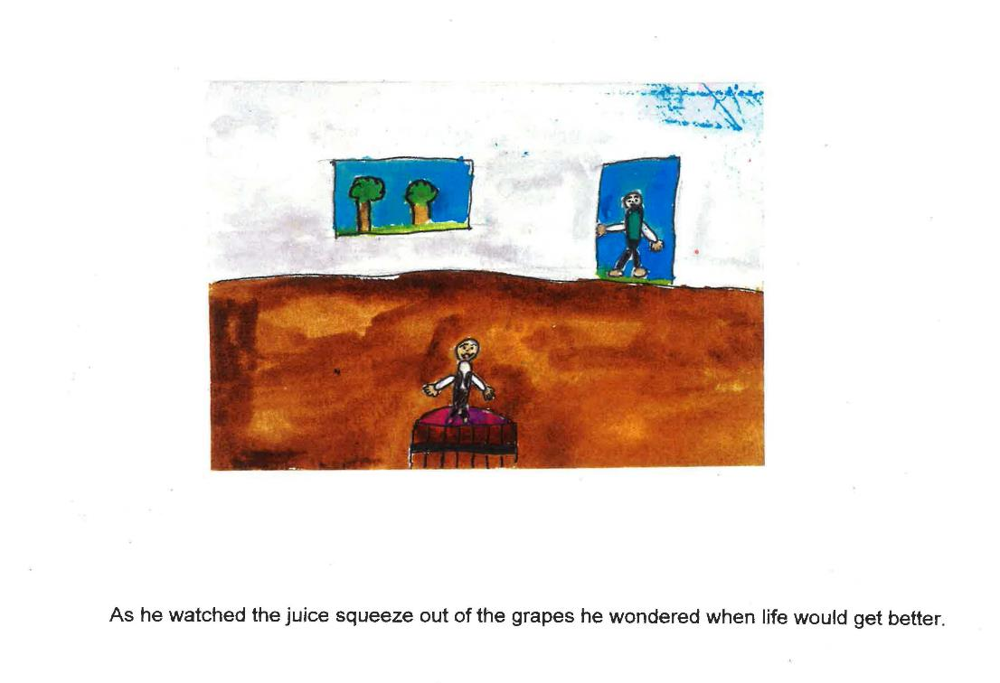 As he watched the juice squeeze out of the grapes he wondered when life would get better.